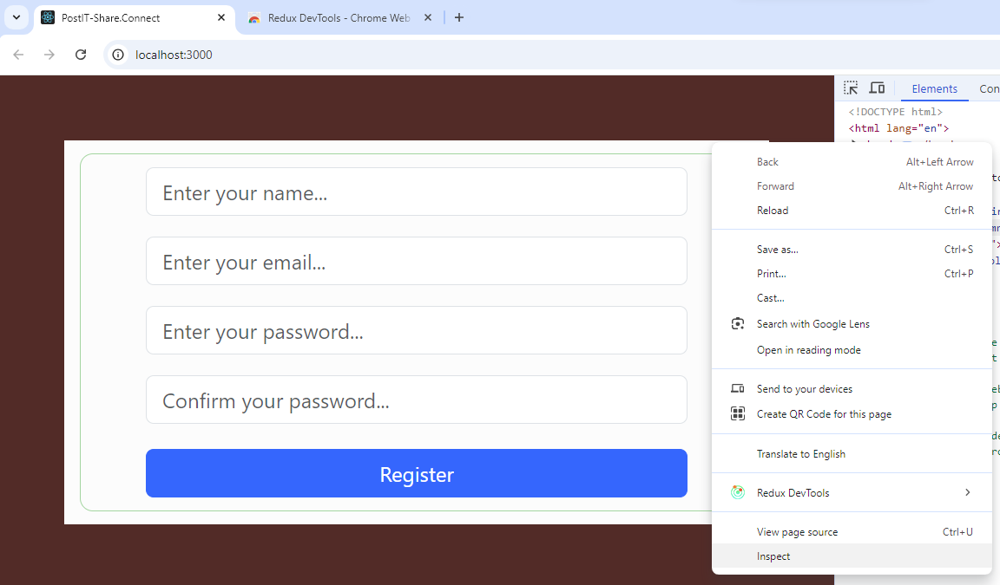 PostIT-Share.Connect
Redux DevTools - Chrome Web
localhost:3000
Elements
<!DOCTYPE html>
<html lang="en">
Enter your name...
Enter your email...
Enter your password...
Confirm your password...
Register
Back Alt+Left Arrow
Forward Alt+Right Arrow
Reload Ctrl+R
Save as... Ctrl+S
Print... Ctrl+P
Cast...
Search with Google Lens
Open in reading mode
Send to your devices
Create QR Code for this page
Translate to English
Redux DevTools
View page source Ctrl+U
Inspect